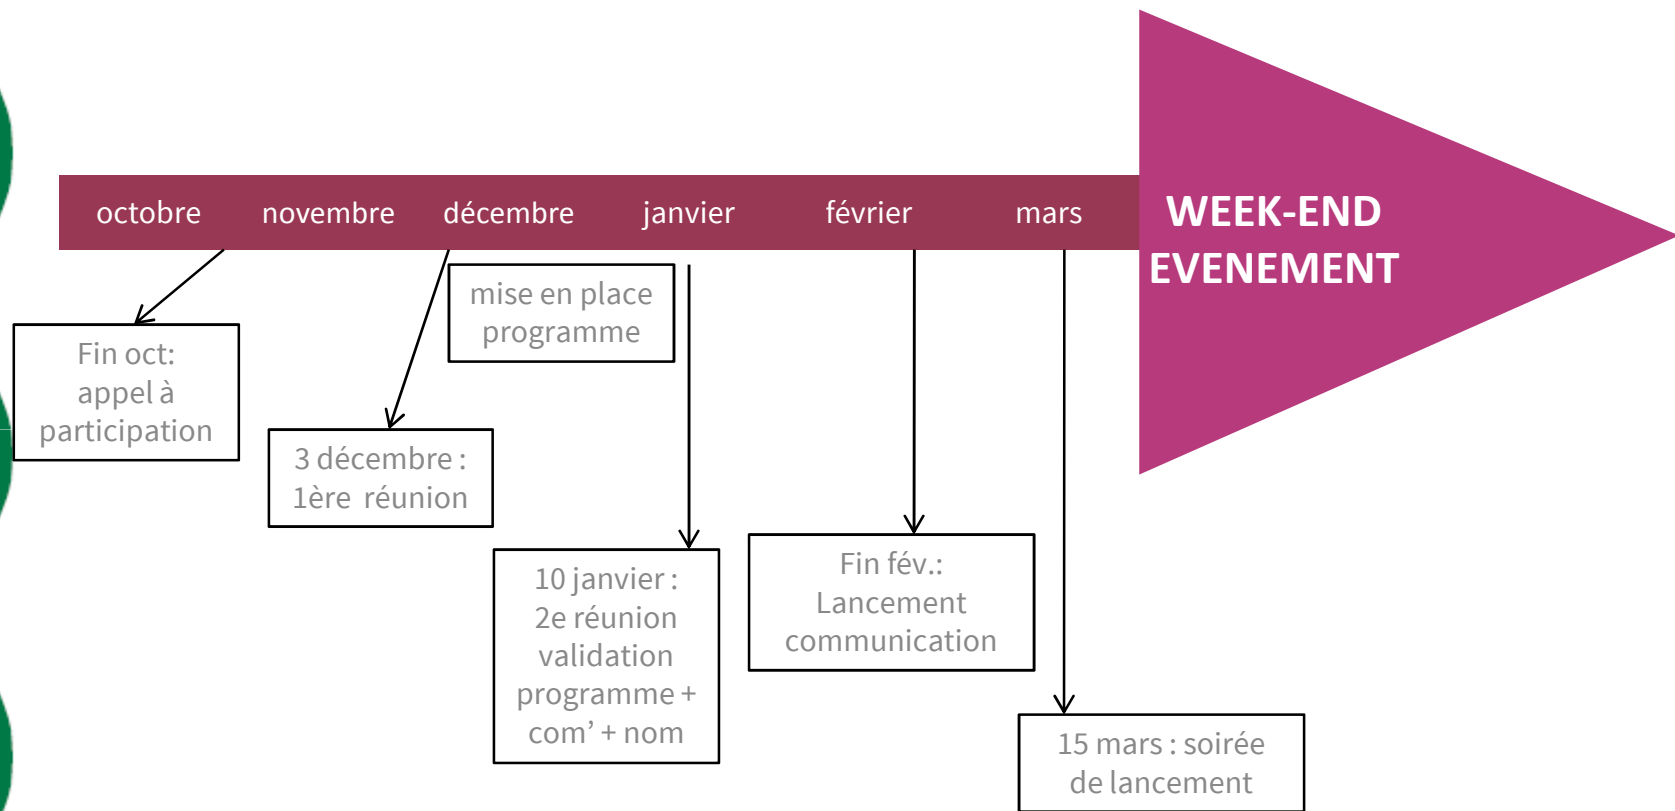 octobre novembre décembre janvier février mars
WEEK-END
EVENEMENT
mise en place
programme
Fin oct:
appel à
participation
3 décembre :
1ère réunion
10 janvier :
2e réunion
validation
programme +
com’ + nom
Fin fév.:
Lancement
communication
15 mars : soirée
de lancement